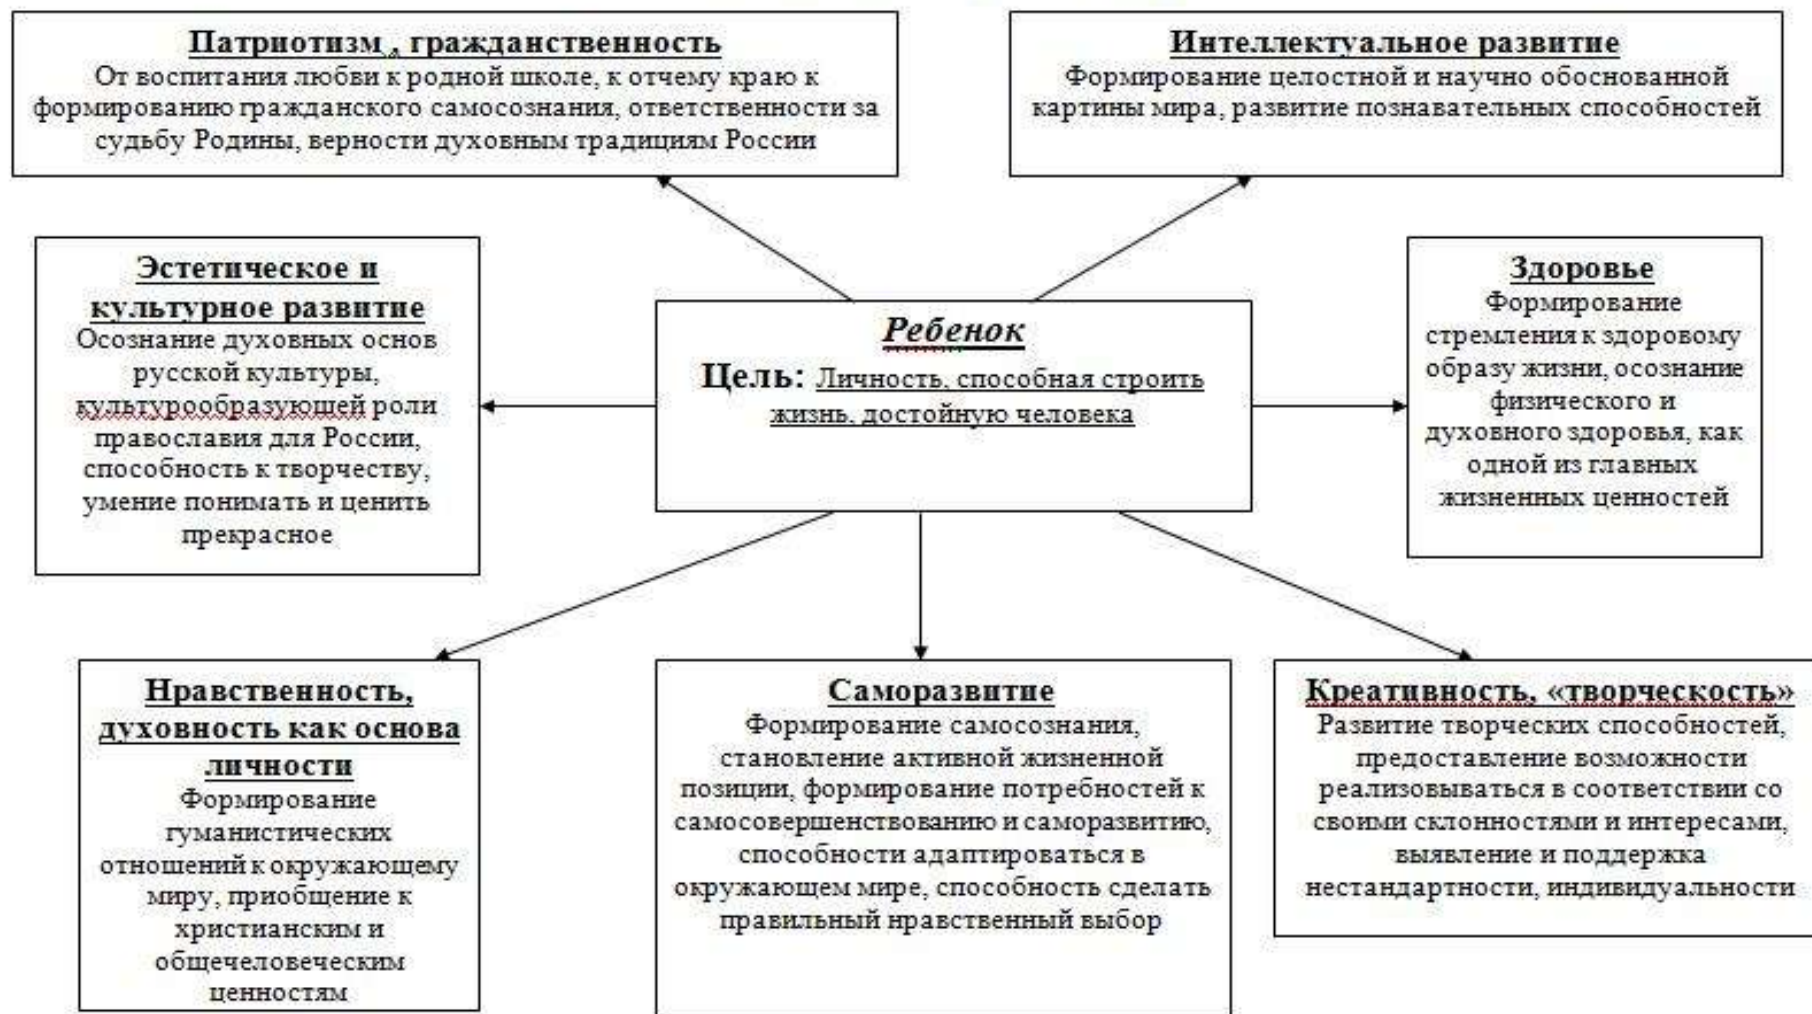 Патриотизм , гражданственность
От воспитания любви к родной школе, к отчему краю к
формированию гражданского самосознания, ответственности за
судьбу Родины, верности духовным традициям России
Интеллектуальное развитие
Формирование целостной и научно обоснованной
картины мира, развитие познавательных способностей
Эстетическое и
культурное развитие
Осознание духовных основ
русской культуры,
культурообразующей роли
православия для России,
способность к творчеству,
умение понимать и ценить
прекрасное
Ребенок
Цель: Личность, способная строить
жизнь, достойную человека
Здоровье
Формирование
стремления к здоровому
образу жизни, осознание
физического и
духовного здоровья, как
одной из главных
жизненных ценностей
Нравственность,
духовность как основа
личности
Формирование
гуманистических
отношений к окружающему
миру, приобщение к
христианским и
общечеловеческим
ценностям
Саморазвитие
Формирование самосознания,
становление активной жизненной
позиции, формирование потребностей к
самосовершенствованию и саморазвитию,
способности адаптироваться в
окружающем мире, способность сделать
правильный нравственный выбор
Креативность, «творческость»
Развитие творческих способностей,
предоставление возможности
реализовываться в соответствии со
своими склонностями и интересами,
выявление и поддержка
нестандартности, индивидуальности